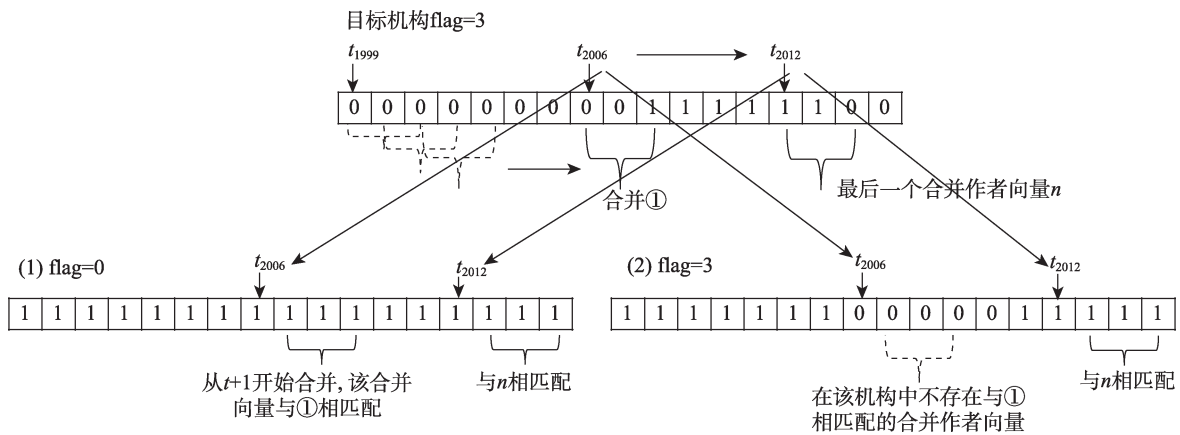 目标机构flag=3
t1999 t2006 t2012
0 0 0 0 0 0 0 0 0 1 1 1 1 1 1 0 0
合并①
最后一个合并作者向量n
(1) flag=0
t2006 t2012
1 1 1 1 1 1 1 1 1 1 1 1 1 1 1 1 1
从t+1开始合并, 该合并
向量与①相匹配
与n相匹配
(2) flag=3
t2006 t2012
1 1 1 1 1 1 1 0 0 0 0 0 1 1 1 1 1
在该机构中不存在与①
相匹配的合并作者向量
与n相匹配